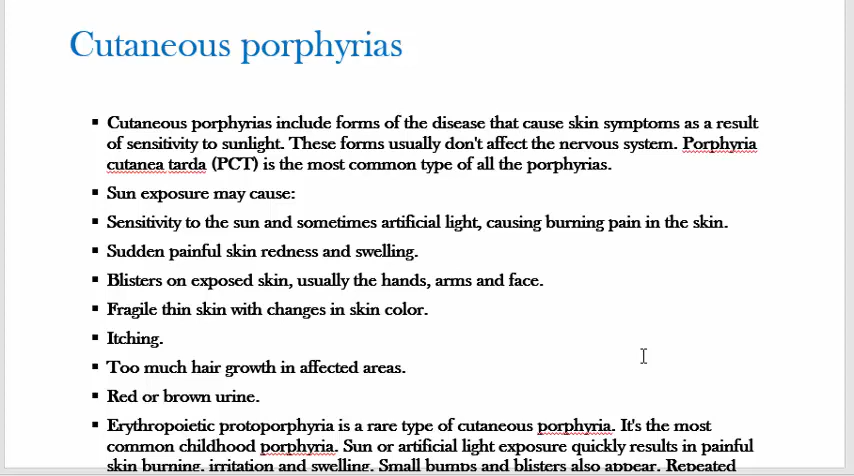 Cutaneous porphyrias
▪ Cutaneous porphyrias include forms of the disease that cause skin symptoms as a result
of sensitivity to sunlight. These forms usually don't affect the nervous system. Porphyria
cutanea tarda (PCT) is the most common type of all the porphyrias.
▪ Sun exposure may cause:
▪ Sensitivity to the sun and sometimes artificial light, causing burning pain in the skin.
▪ Sudden painful skin redness and swelling.
▪ Blisters on exposed skin, usually the hands, arms and face.
▪ Fragile thin skin with changes in skin color.
▪ Itching.
▪ Too much hair growth in affected areas.
▪ Red or brown urine.
▪ Erythropoietic protoporphyria is a rare type of cutaneous porphyria. It's the most
common childhood porphyria. Sun or artificial light exposure quickly results in painful
skin burning, irritation and swelling. Small bumps and blisters also appear. Repeated